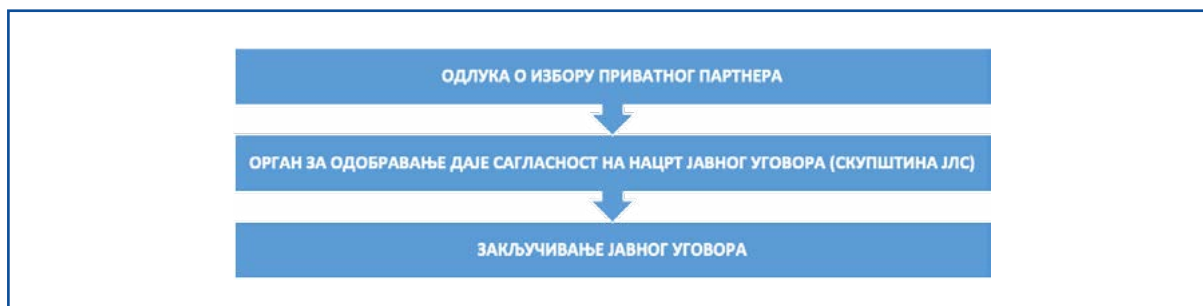 ОДЛУКА О ИЗБОРУ ПРИВАТНОГ ПАРТНЕРА
ОРГАН ЗА ОДОБРАВАЊЕ ДАЈЕ САГЛАСНОСТ НА НАЦРТ ЈАВНОГ УГОВОРА (СКУПШТИНА ЈЛС)
ЗАКЉУЧИВАЊЕ ЈАВНОГ УГОВОРА